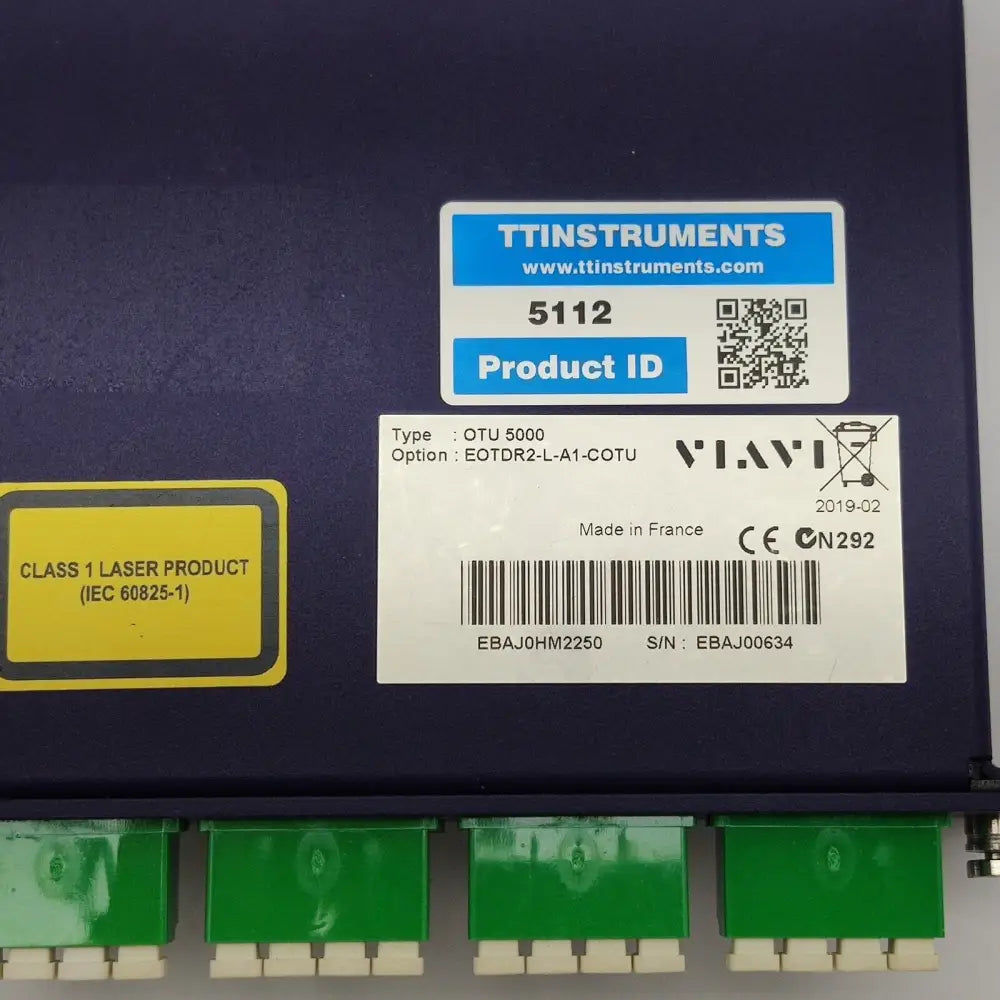 TTINSTRUMENTS
www.ttinstruments.com
5112
Product ID
Type : OTU 5000
Option : EOTDR2-L-A1-COTU
VIAVI
2019-02
Made in France
CE N292
EBAJ0HM2250 S/N : EBAJ00634
CLASS 1 LASER PRODUCT
(IEC 60825-1)